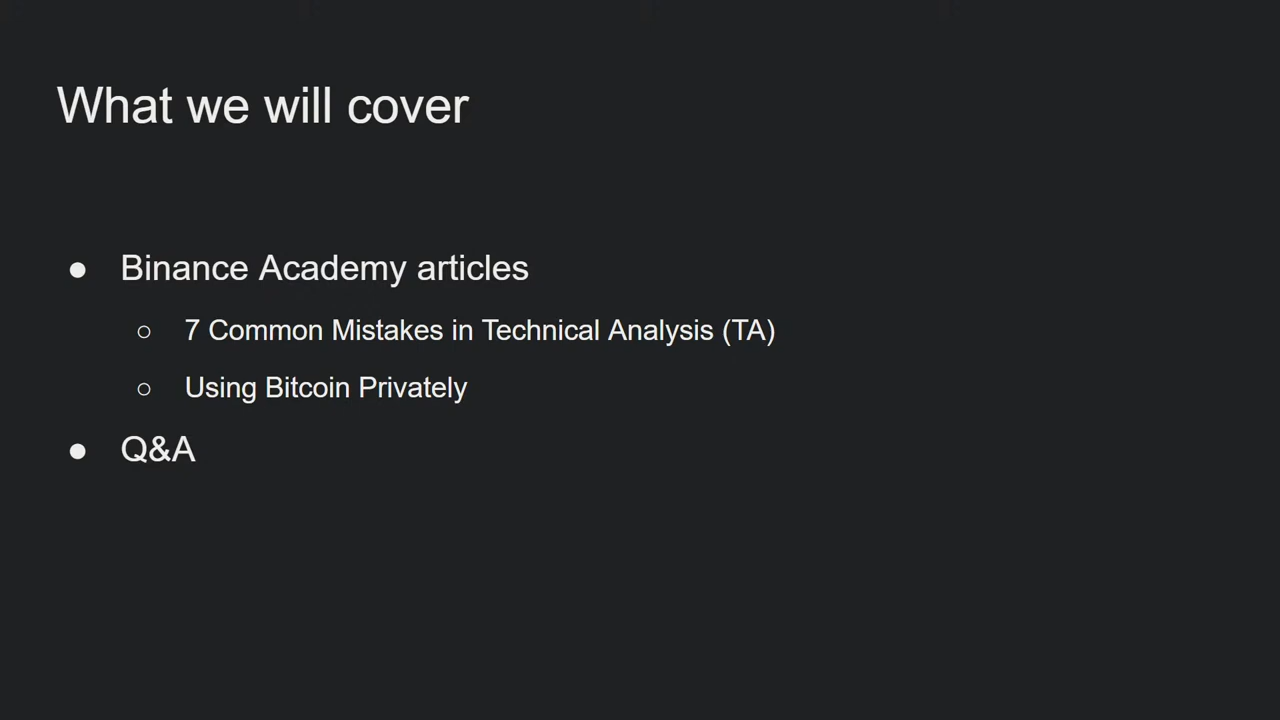 What we will cover
● Binance Academy articles
○ 7 Common Mistakes in Technical Analysis (TA)
○ Using Bitcoin Privately
● Q&A